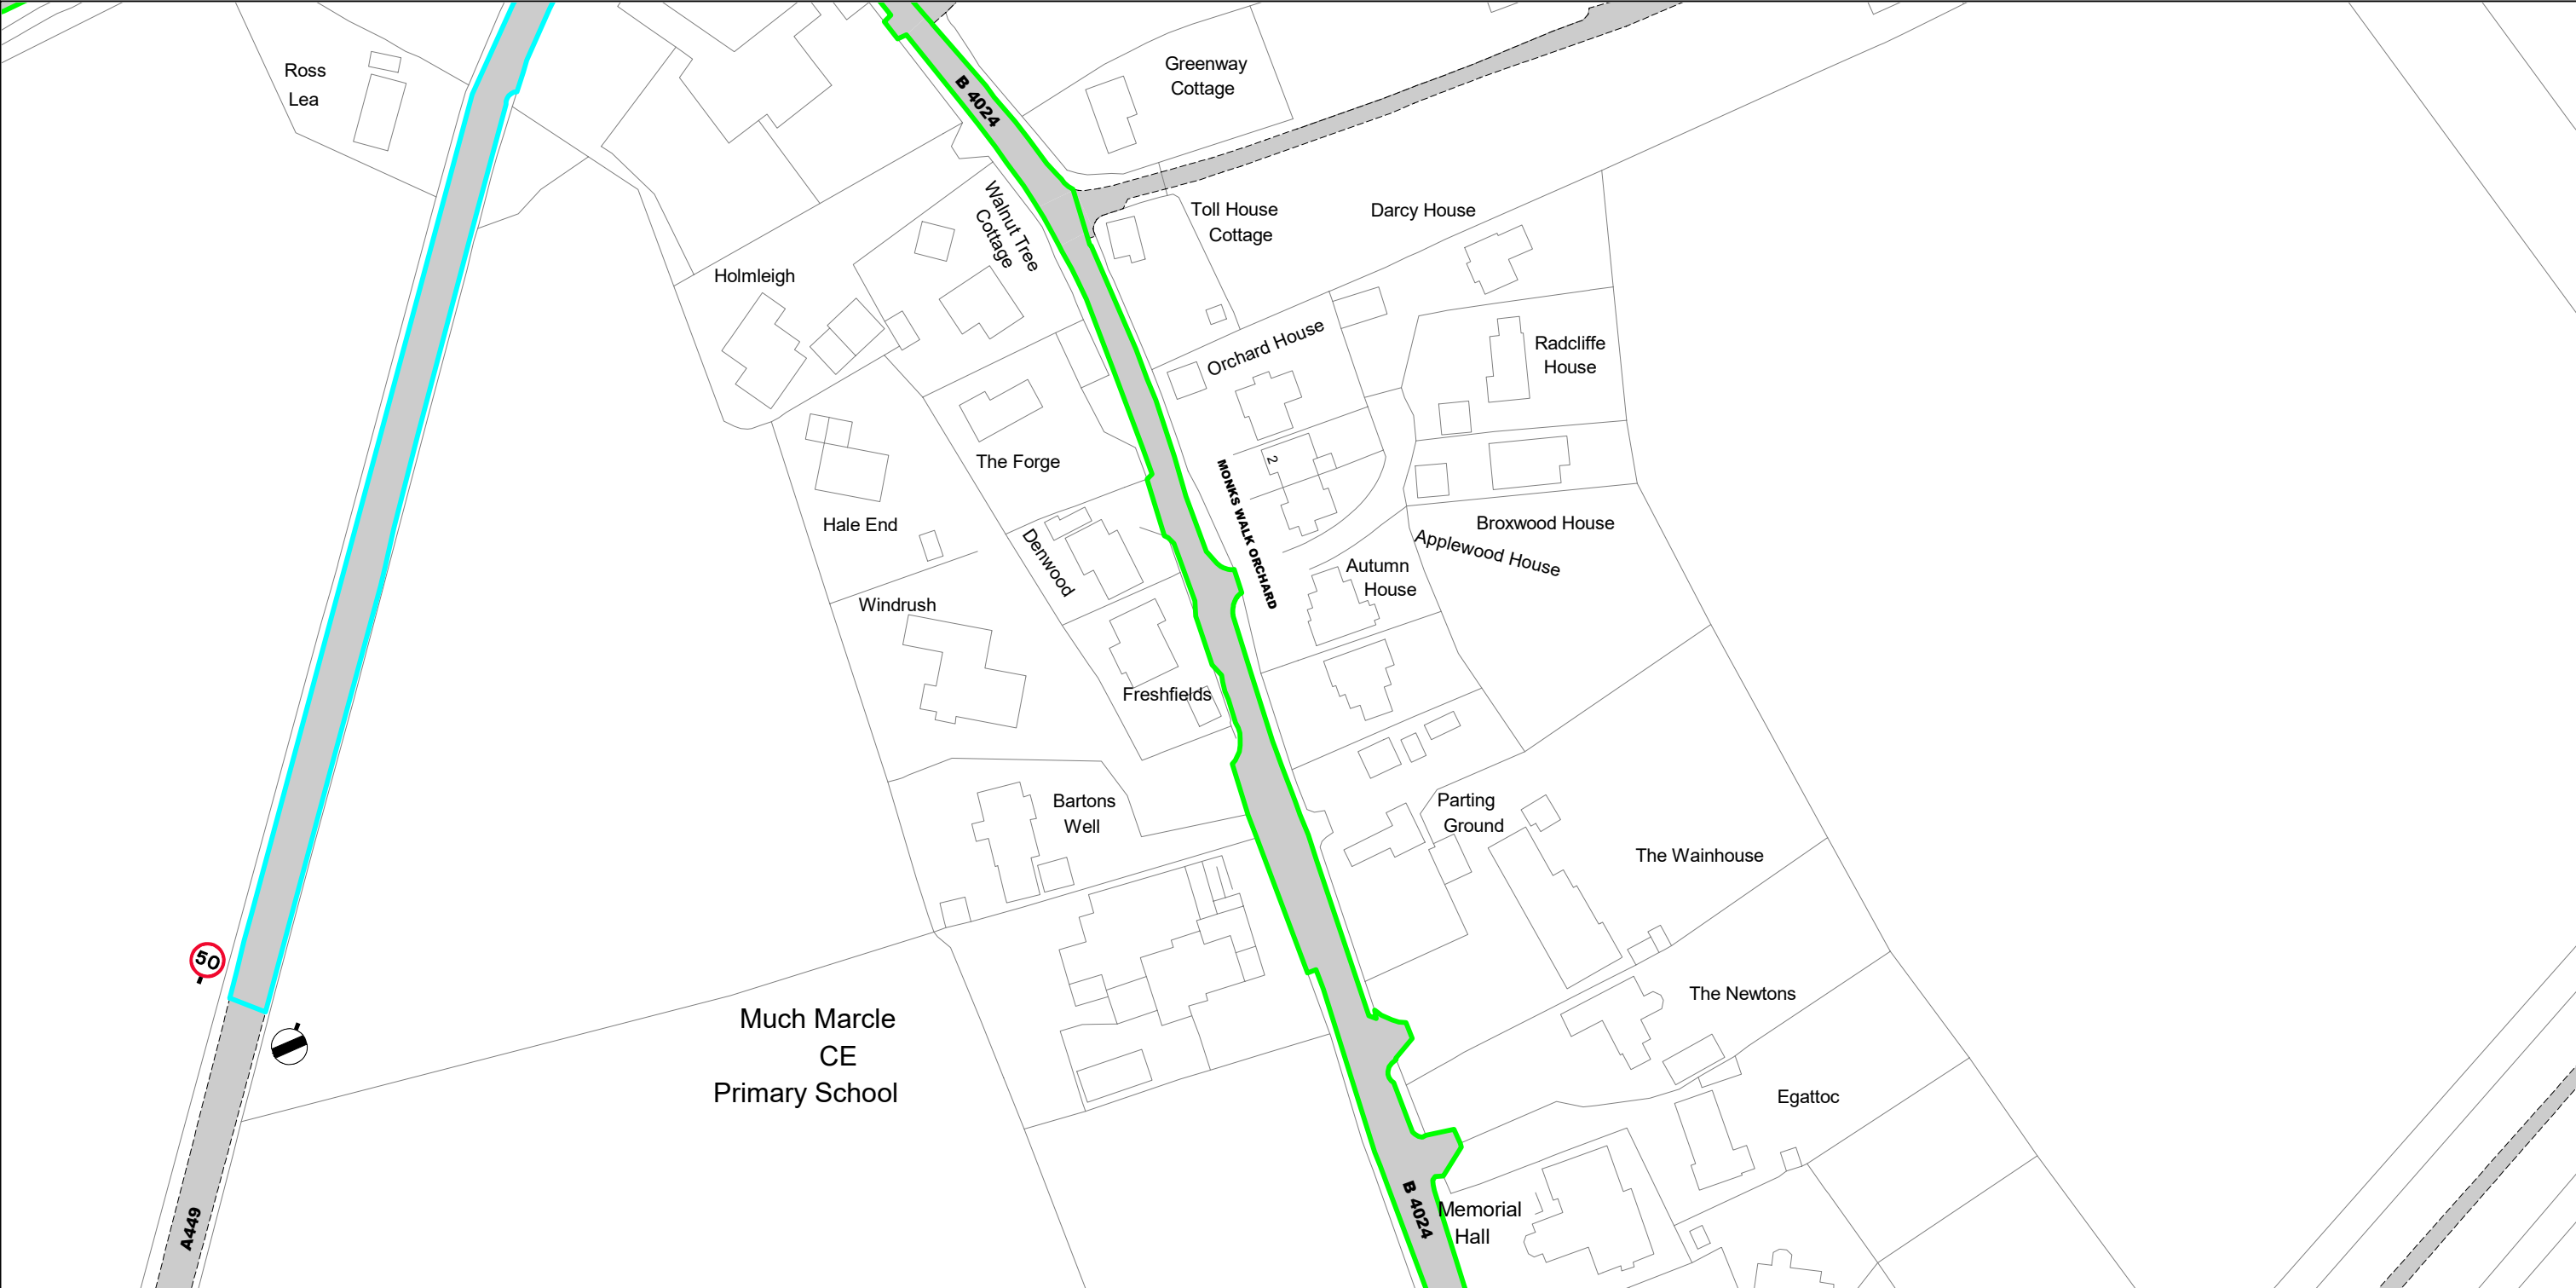 Ross
Lea
B 4024
Greenway
Cottage
Walnut Tree
Cottage
Toll House
Cottage
Darcy House
Holmleigh
Orchard House
Radcliffe
House
The Forge
2
MONKS WALK ORCHARD
Hale End
Broxwood House
Applewood House
Denwood
Autumn
House
Windrush
Freshfields
Bartons
Well
Parting
Ground
The Wainhouse
50
The Newtons
Much Marcle
CE
Primary School
Egattoc
A449
B 4024
Memorial
Hall